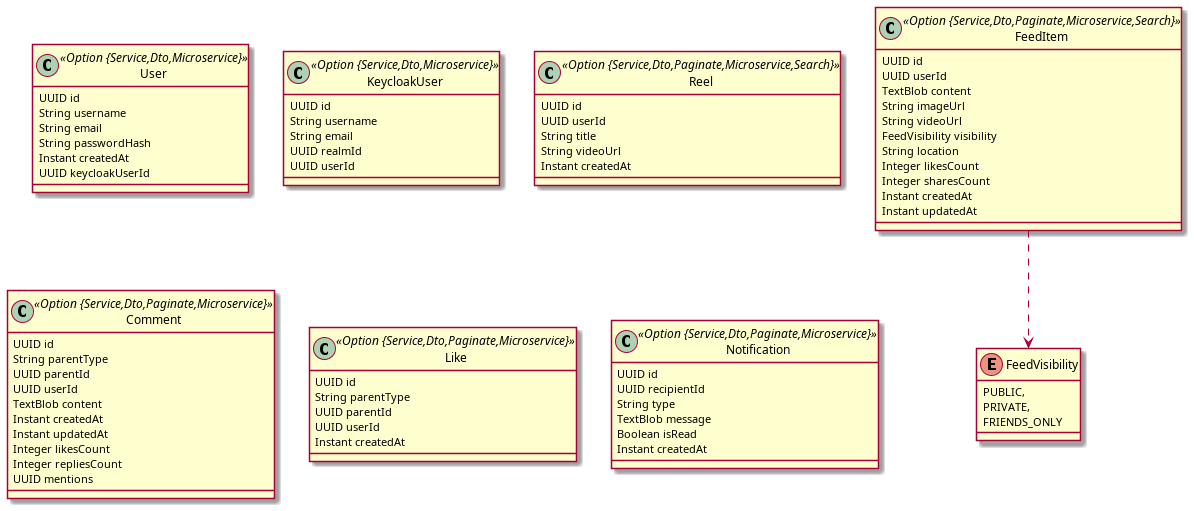 C «Option {Service,Dto,Microservice}»
User
UUID id
String username
String email
String passwordHash
Instant createdAt
UUID keycloakUserId
C «Option {Service,Dto,Microservice}»
KeycloakUser
UUID id
String username
String email
UUID realmId
UUID userId
C «Option {Service,Dto,Paginate,Microservice,Search}»
Reel
UUID id
UUID userId
String title
String videoUrl
Instant createdAt
C «Option {Service,Dto,Paginate,Microservice,Search}»
FeedItem
UUID id
UUID userId
TextBlob content
String imageUrl
String videoUrl
FeedVisibility visibility
String location
Integer likesCount
Integer sharesCount
Instant createdAt
Instant updatedAt
C «Option {Service,Dto,Paginate,Microservice}»
Comment
UUID id
String parentType
UUID parentId
UUID userId
TextBlob content
Instant createdAt
Instant updatedAt
Integer likesCount
Integer repliesCount
UUID mentions
C «Option {Service,Dto,Paginate,Microservice}»
Like
UUID id
String parentType
UUID parentId
UUID userId
Instant createdAt
C «Option {Service,Dto,Paginate,Microservice}»
Notification
UUID id
UUID recipientId
String type
TextBlob message
Boolean isRead
Instant createdAt
E FeedVisibility
PUBLIC,
PRIVATE,
FRIENDS_ONLY